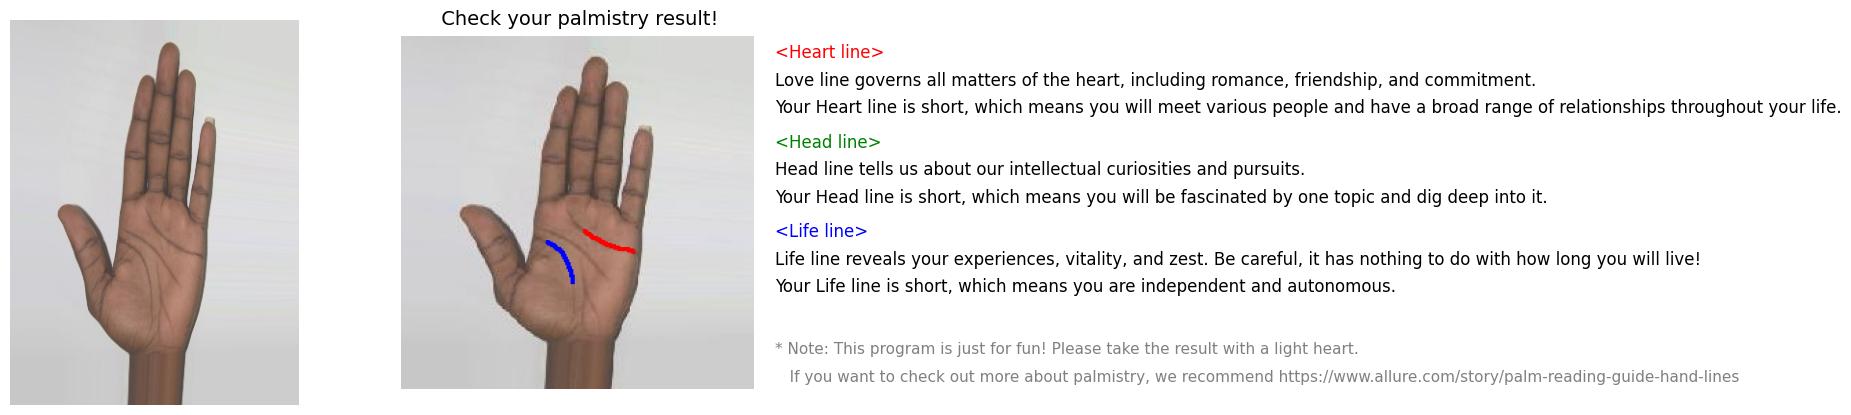 Check your palmistry result!
<Heart line>
Love line governs all matters of the heart, including romance, friendship, and commitment.
Your Heart line is short, which means you will meet various people and have a broad range of relationships throughout your life.
<Head line>
Head line tells us about our intellectual curiosities and pursuits.
Your Head line is short, which means you will be fascinated by one topic and dig deep into it.
<Life line>
Life line reveals your experiences, vitality, and zest. Be careful, it has nothing to do with how long you will live!
Your Life line is short, which means you are independent and autonomous.
* Note: This program is just for fun! Please take the result with a light heart.
If you want to check out more about palmistry, we recommend https://www.allure.com/story/palm-reading-guide-hand-lines